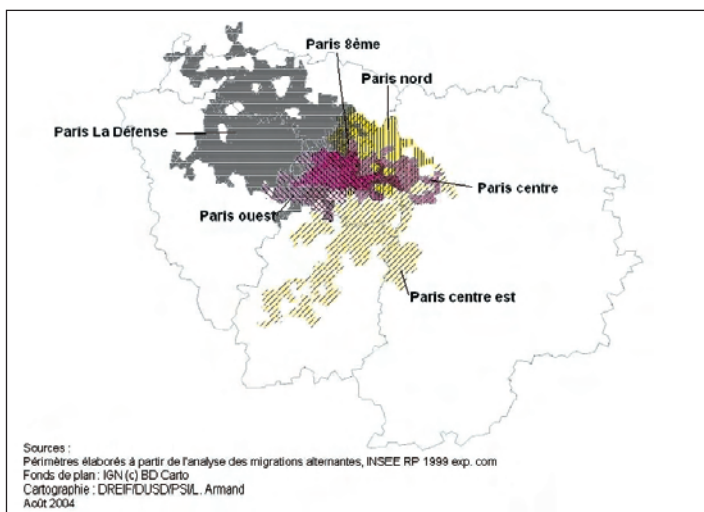 Paris 8ème
Paris nord
Paris La Défense
Paris centre
Paris ouest
Paris centre est
Sources :
Périmètres élaborés à partir de l'analyse des migrations alternantes, INSEE RP 1999 exp. com
Fonds de plan : IGN (c) BD Carto
Cartographie : DREIF/DUSD/PSI/L. Armand
Août 2004